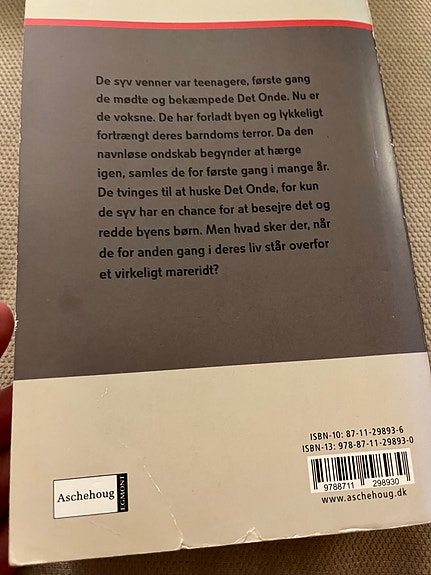 De syv venner var teenagere, første gang
de mødte og bekæmpede Det Onde. Nu er
de voksne. De har forladt byen og lykkeligt
fortrængt deres barndoms terror. Da den
navnløse ondskab begynder at hærge
igen, samles de for første gang i mange år.
De tvinges til at huske Det Onde, for kun
de syv har en chance for at besejre det og
redde byens børn. Men hvad sker der, når
de for anden gang i deres liv står overfor
et virkeligt mareridt?
ISBN-10: 87-11-29893-6
ISBN-13: 978-87-11-29893-0
9788711 298930
www.aschehoug.dk
Aschehoug
EGMONT